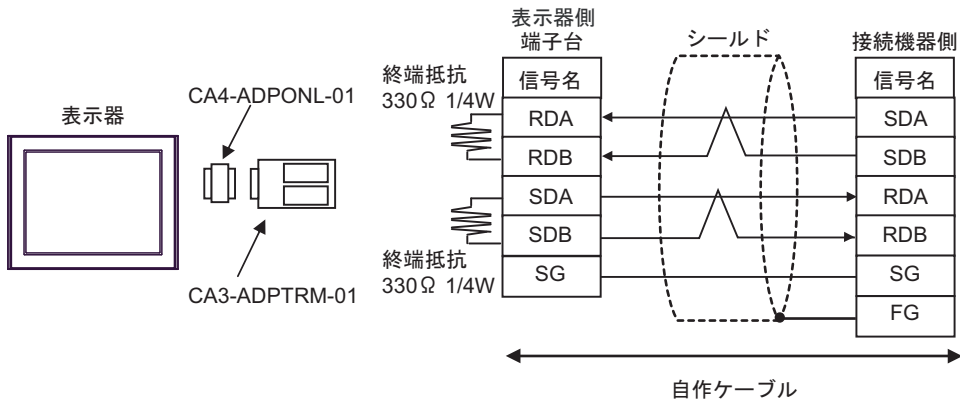 表示器
CA4-ADPONL-01
CA3-ADPTRM-01
終端抵抗
330Ω 1/4W
終端抵抗
330Ω 1/4W
表示器側
端子台
信号名
RDA
RDB
SDA
SDB
SG
シールド
接続機器側
信号名
SDA
SDB
RDA
RDB
SG
FG
自作ケーブル